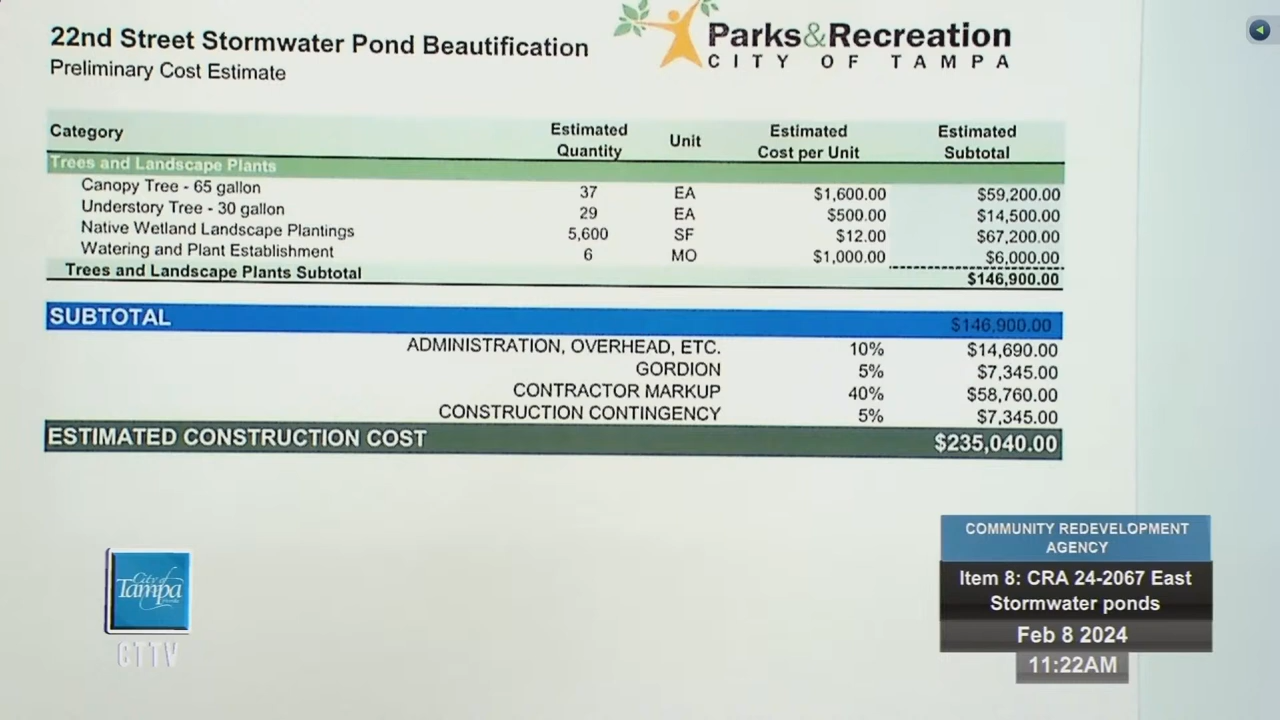 22nd Street Stormwater Pond Beautification
Preliminary Cost Estimate
Parks&Recreation
CITY OF TAMPA
Category Estimated Quantity Unit Estimated Cost per Unit Estimated Subtotal
Trees and Landscape Plants
Canopy Tree - 65 gallon 37 EA $1,600.00 $59,200.00
Understory Tree - 30 gallon 29 EA $500.00 $14,500.00
Native Wetland Landscape Plantings 5,600 SF $12.00 $67,200.00
Watering and Plant Establishment 6 MO $1,000.00 $6,000.00
Trees and Landscape Plants Subtotal $146,900.00
SUBTOTAL $146,900.00
ADMINISTRATION, OVERHEAD, ETC. 10% $14,690.00
GORDION 5% $7,345.00
CONTRACTOR MARKUP 40% $58,760.00
CONSTRUCTION CONTINGENCY 5% $7,345.00
ESTIMATED CONSTRUCTION COST $235,040.00
City of
Tampa
GTTV
COMMUNITY REDEVELOPMENT
AGENCY
Item 8: CRA 24-2067 East
Stormwater ponds
Feb 8 2024
11:22AM